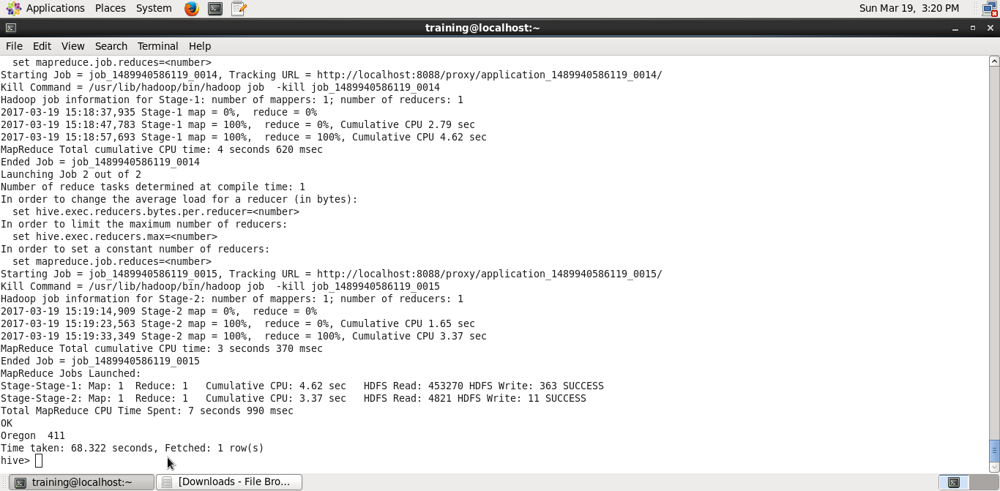 Applications Places System Sun Mar 19, 3:20 PM
training@localhost:~
File Edit View Search Terminal Help
  set mapreduce.job.reduces=<number>
Starting Job = job_1489940586119_0014, Tracking URL = http://localhost:8088/proxy/application_1489940586119_0014/
Kill Command = /usr/lib/hadoop/bin/hadoop job  -kill job_1489940586119_0014
Hadoop job information for Stage-1: number of mappers: 1; number of reducers: 1
2017-03-19 15:18:37,935 Stage-1 map = 0%,  reduce = 0%
2017-03-19 15:18:47,783 Stage-1 map = 100%,  reduce = 0%, Cumulative CPU 2.79 sec
2017-03-19 15:18:57,693 Stage-1 map = 100%,  reduce = 100%, Cumulative CPU 4.62 sec
MapReduce Total cumulative CPU time: 4 seconds 620 msec
Ended Job = job_1489940586119_0014
Launching Job 2 out of 2
Number of reduce tasks determined at compile time: 1
In order to change the average load for a reducer (in bytes):
  set hive.exec.reducers.bytes.per.reducer=<number>
In order to limit the maximum number of reducers:
  set hive.exec.reducers.max=<number>
In order to set a constant number of reducers:
  set mapreduce.job.reduces=<number>
Starting Job = job_1489940586119_0015, Tracking URL = http://localhost:8088/proxy/application_1489940586119_0015/
Kill Command = /usr/lib/hadoop/bin/hadoop job  -kill job_1489940586119_0015
Hadoop job information for Stage-2: number of mappers: 1; number of reducers: 1
2017-03-19 15:19:14,909 Stage-2 map = 0%,  reduce = 0%
2017-03-19 15:19:23,563 Stage-2 map = 100%,  reduce = 0%, Cumulative CPU 1.65 sec
2017-03-19 15:19:33,349 Stage-2 map = 100%,  reduce = 100%, Cumulative CPU 3.37 sec
MapReduce Total cumulative CPU time: 3 seconds 370 msec
Ended Job = job_1489940586119_0015
MapReduce Jobs Launched:
Stage-Stage-1: Map: 1  Reduce: 1   Cumulative CPU: 4.62 sec   HDFS Read: 453270 HDFS Write: 363 SUCCESS
Stage-Stage-2: Map: 1  Reduce: 1   Cumulative CPU: 3.37 sec   HDFS Read: 4821 HDFS Write: 11 SUCCESS
Total MapReduce CPU Time Spent: 7 seconds 990 msec
OK
Oregon  411
Time taken: 68.322 seconds, Fetched: 1 row(s)
hive>
training@localhost:~ [Downloads - File Bro...